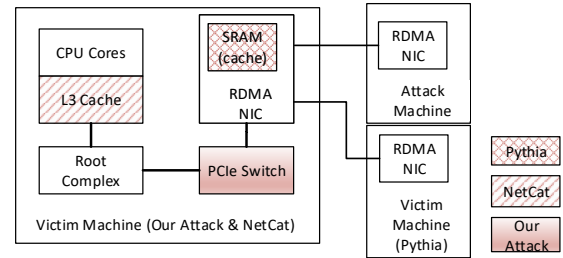 CPU Cores
L3 Cache
Root
Complex
SRAM
(cache)
RDMA
NIC
PCIe Switch
Victim Machine (Our Attack & NetCat)
RDMA
NIC
Attack
Machine
RDMA
NIC
Victim
Machine
(Pythia)
Pythia
NetCat
Our
Attack